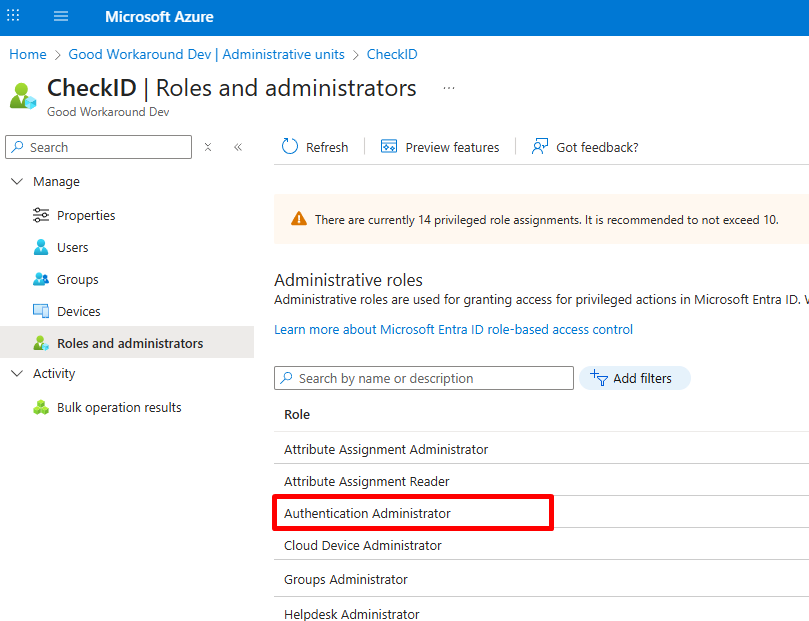 Microsoft Azure
Home > Good Workaround Dev | Administrative units > CheckID
CheckID | Roles and administrators ...
Good Workaround Dev
Search
Refresh
Preview features
Got feedback?
Manage
Properties
Users
Groups
Devices
Roles and administrators
Activity
Bulk operation results
There are currently 14 privileged role assignments. It is recommended to not exceed 10.
Administrative roles
Administrative roles are used for granting access for privileged actions in Microsoft Entra ID.
Learn more about Microsoft Entra ID role-based access control
Search by name or description
Add filters
Role
Attribute Assignment Administrator
Attribute Assignment Reader
Authentication Administrator
Cloud Device Administrator
Groups Administrator
Helpdesk Administrator